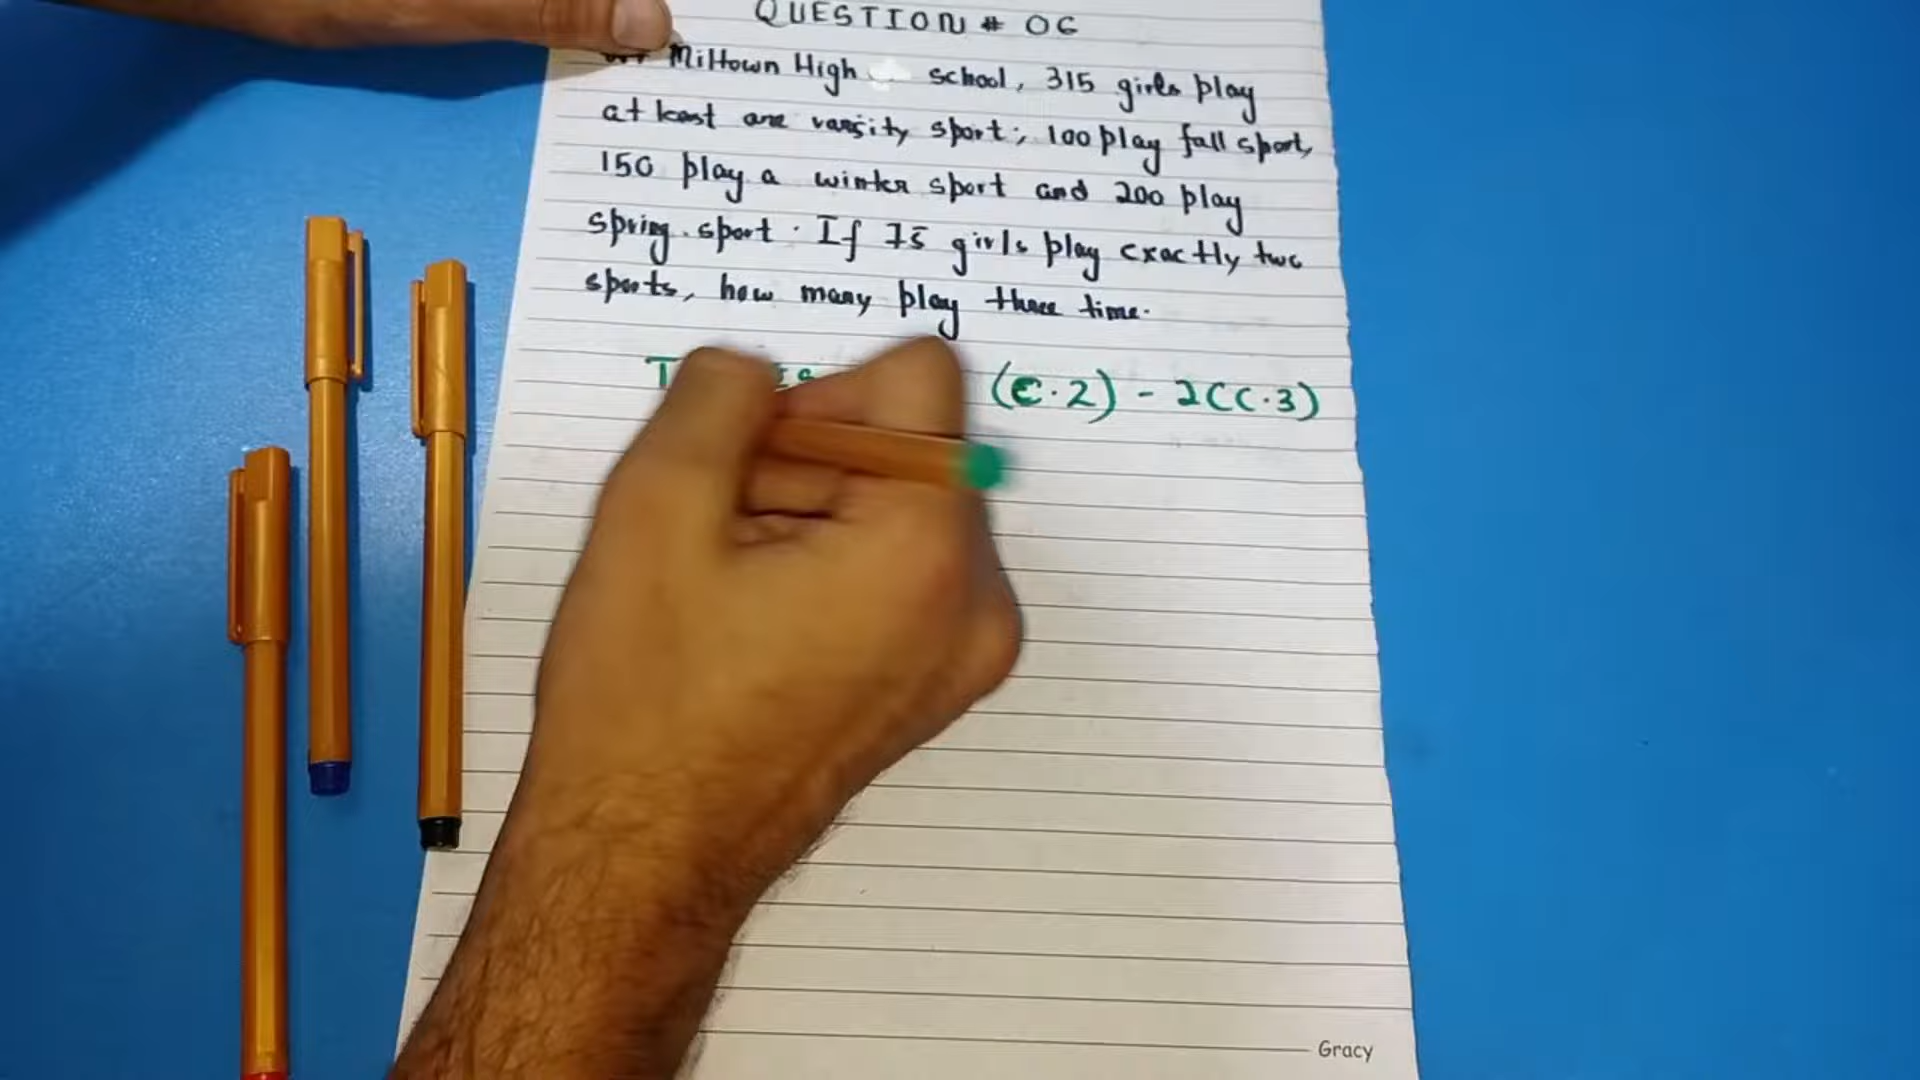 QUESTION # 06
Milltown High school, 315 girls play
at least one varsity sport; 100 play fall sport,
150 play a winter sport and 200 play
spring sport. If 75 girls play exactly two
sports, how many play three time.
(C.2) - 2(C.3)
Gracy